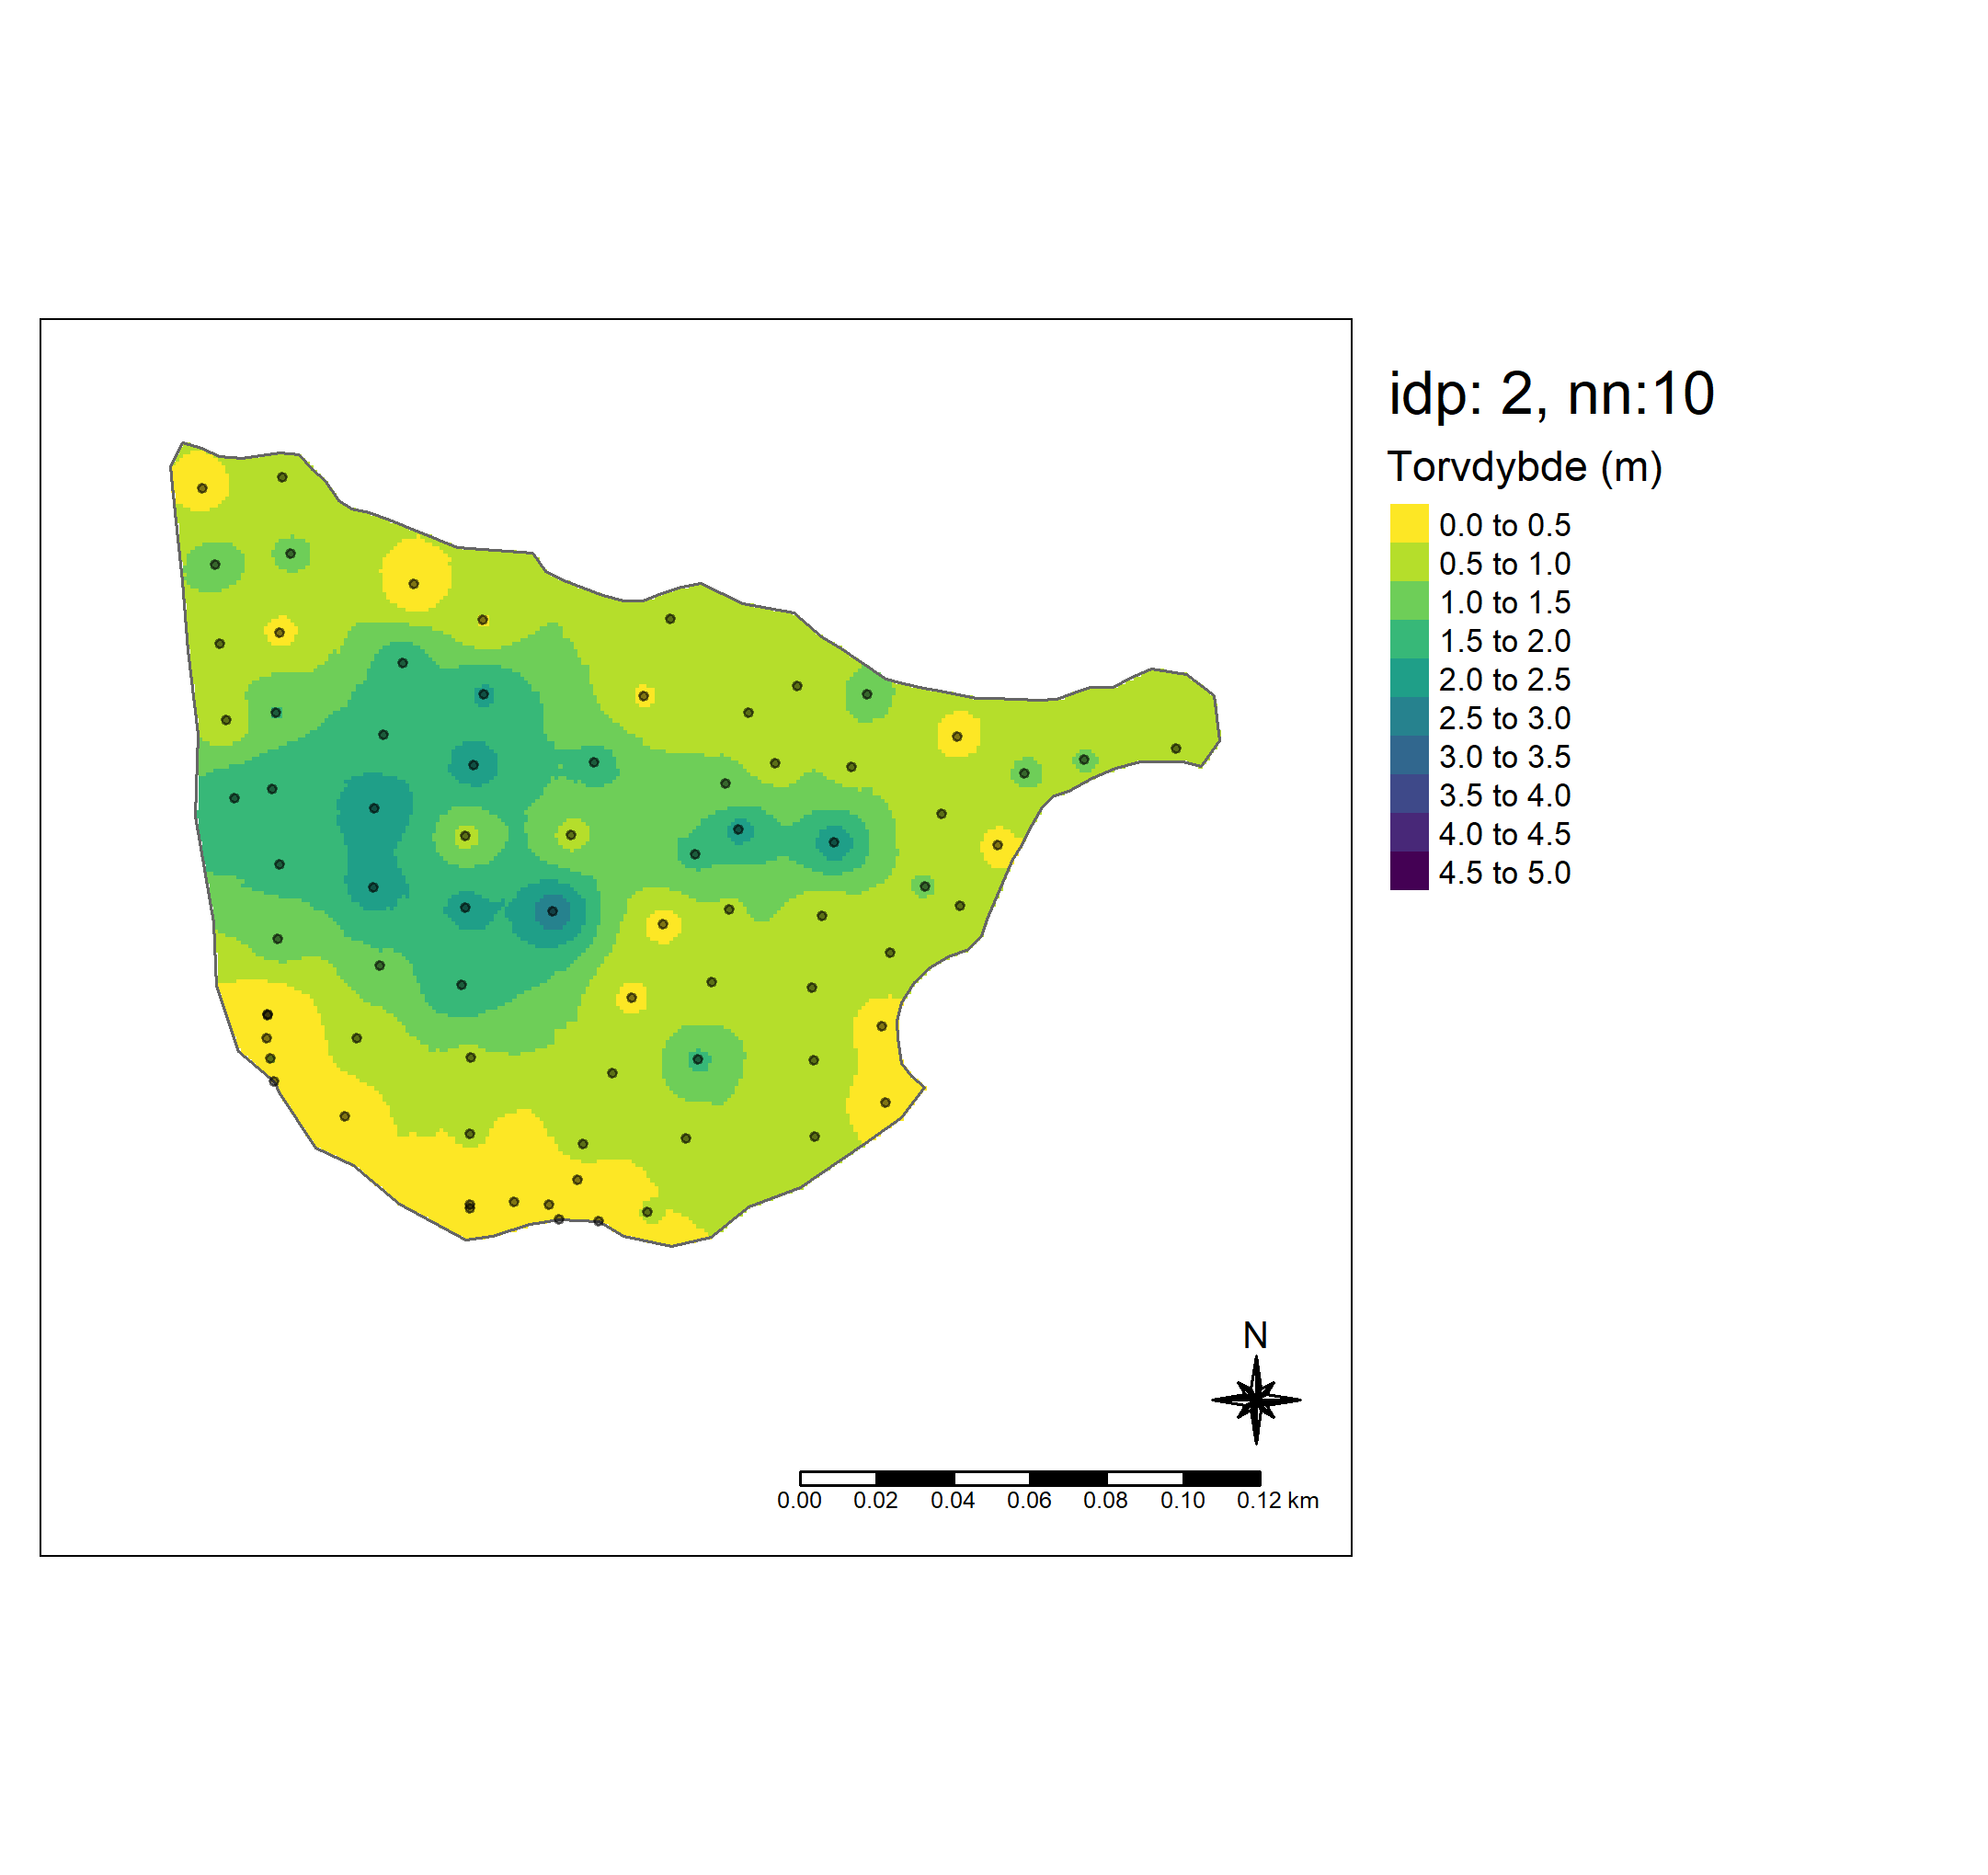 idp: 2, nn:10
Torvdybde (m)
0.0 to 0.5
0.5 to 1.0
1.0 to 1.5
1.5 to 2.0
2.0 to 2.5
2.5 to 3.0
3.0 to 3.5
3.5 to 4.0
4.0 to 4.5
4.5 to 5.0
N
0.00 0.02 0.04 0.06 0.08 0.10 0.12 km